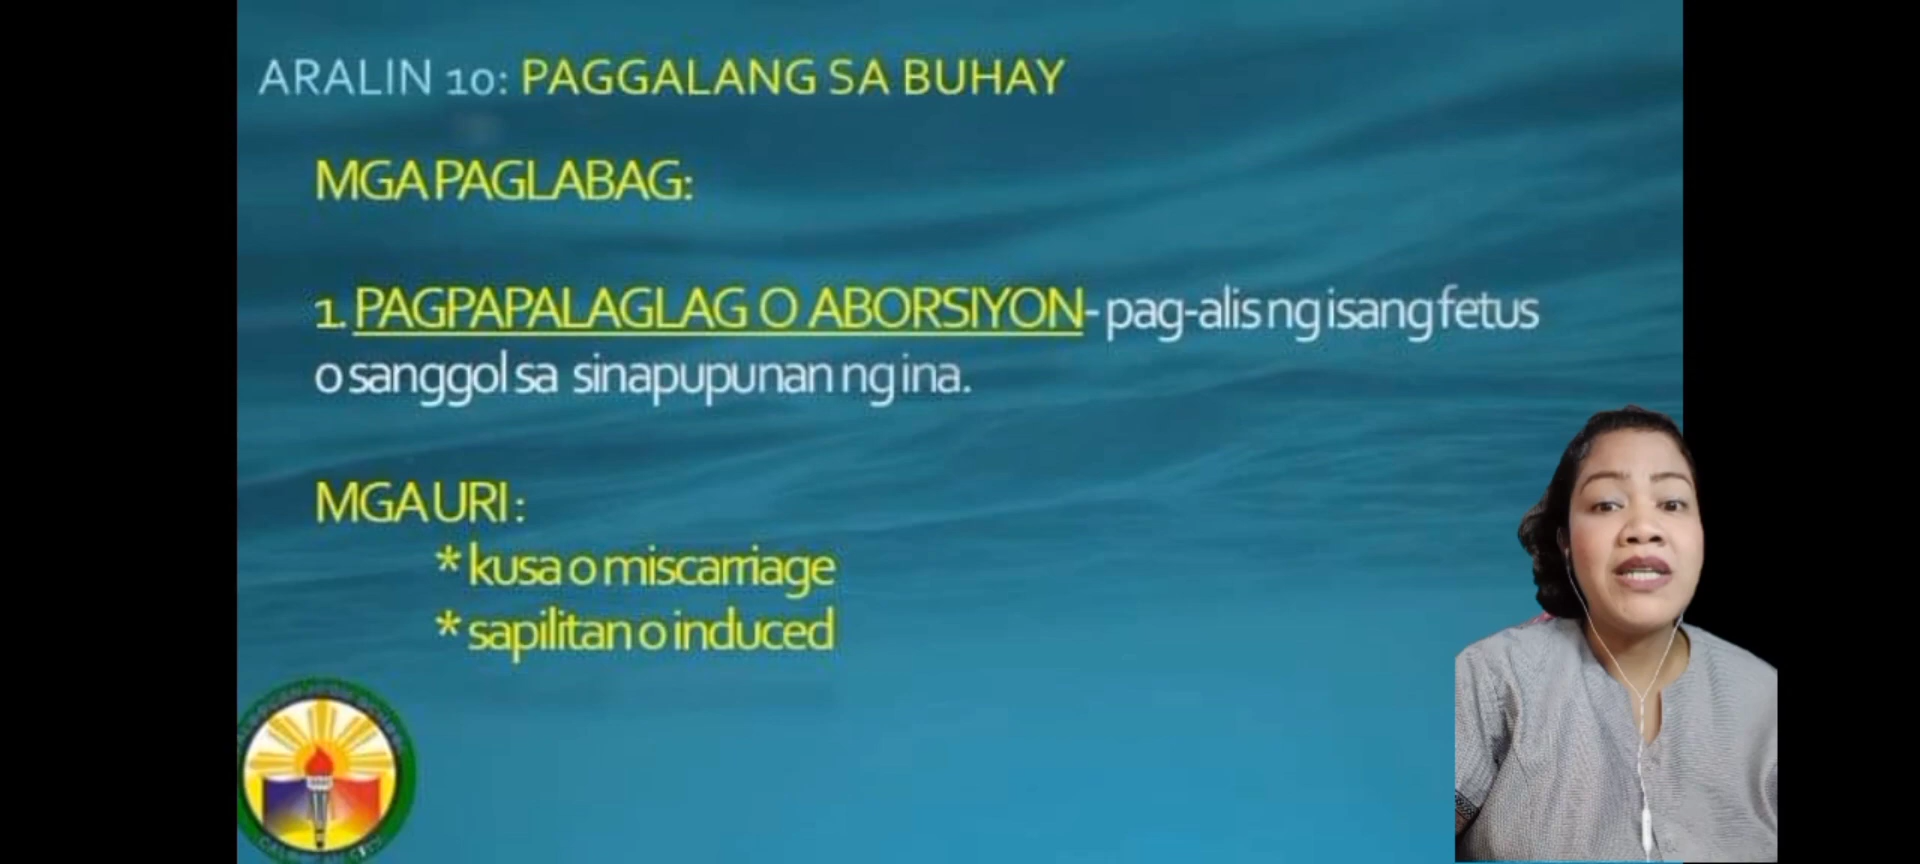 ARALIN 10: PAGGALANG SA BUHAY
MGA PAGLABAG:
1. PAGPAPALAGLAG O ABORSIYON- pag-alis ng isang fetus
o sanggol sa sinapupunan ng ina.
MGA URI :
* kusa o miscarriage
* sapilitan o induced